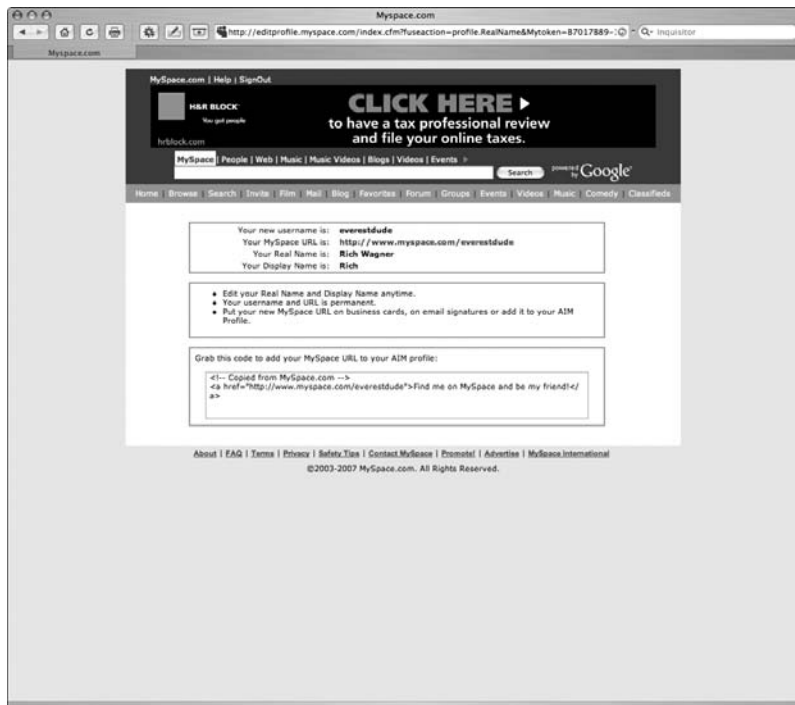 Myspace.com
http://editprofile.myspace.com/index.cfm?fuseaction=profile.RealName&Mytoken=87017889-
Q- Inquisitor
Myspace.com
MySpace.com | Help | SignOut
H&R BLOCK
You got people
hrblock.com
CLICK HERE
to have a tax professional review
and file your online taxes.
MySpace | People | Web | Music | Music Videos | Blogs | Videos | Events
Search
powered by Google
Home | Browse | Search | Invite | Film | Mail | Blog | Favorites | Forum | Groups | Events | Videos | Music | Comedy | Classifieds
Your new username is: everestdude
Your MySpace URL is: http://www.myspace.com/everestdude
Your Real Name is: Rich Wagner
Your Display Name is: Rich
• Edit your Real Name and Display Name anytime.
• Your username and URL is permanent.
• Put your new MySpace URL on business cards, on email signatures or add it to your AIM
Profile.
Grab this code to add your MySpace URL to your AIM profile:
<!-- Copied from MySpace.com -->
<a href="http://www.myspace.com/everestdude">Find me on MySpace and be my friend!</
a>
About | FAQ | Terms | Privacy | Safety Tips | Contact MySpace | Promote! | Advertise | MySpace International
©2003-2007 MySpace.com. All Rights Reserved.